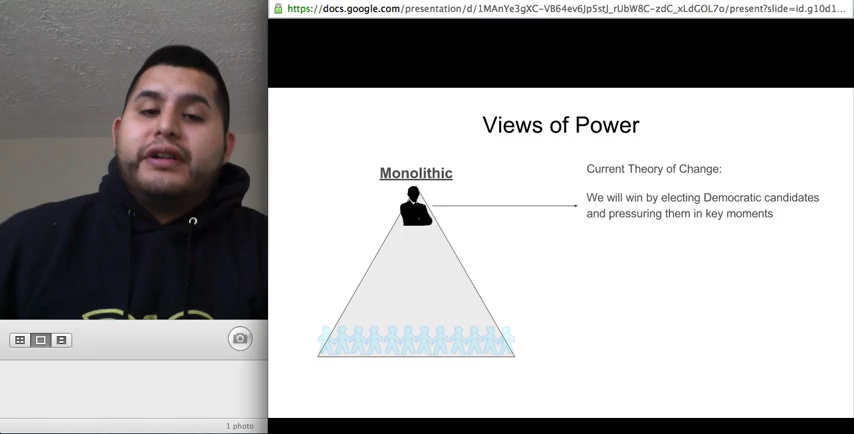 https://docs.google.com/presentation/d/1MAnYe3gXC-V864ev6Jp5stJ_rUbW8C-zdC_xLdGOL7o/present?slide=id.g10d1...
Views of Power
Monolithic
Current Theory of Change:
We will win by electing Democratic candidates
and pressuring them in key moments
1 photo